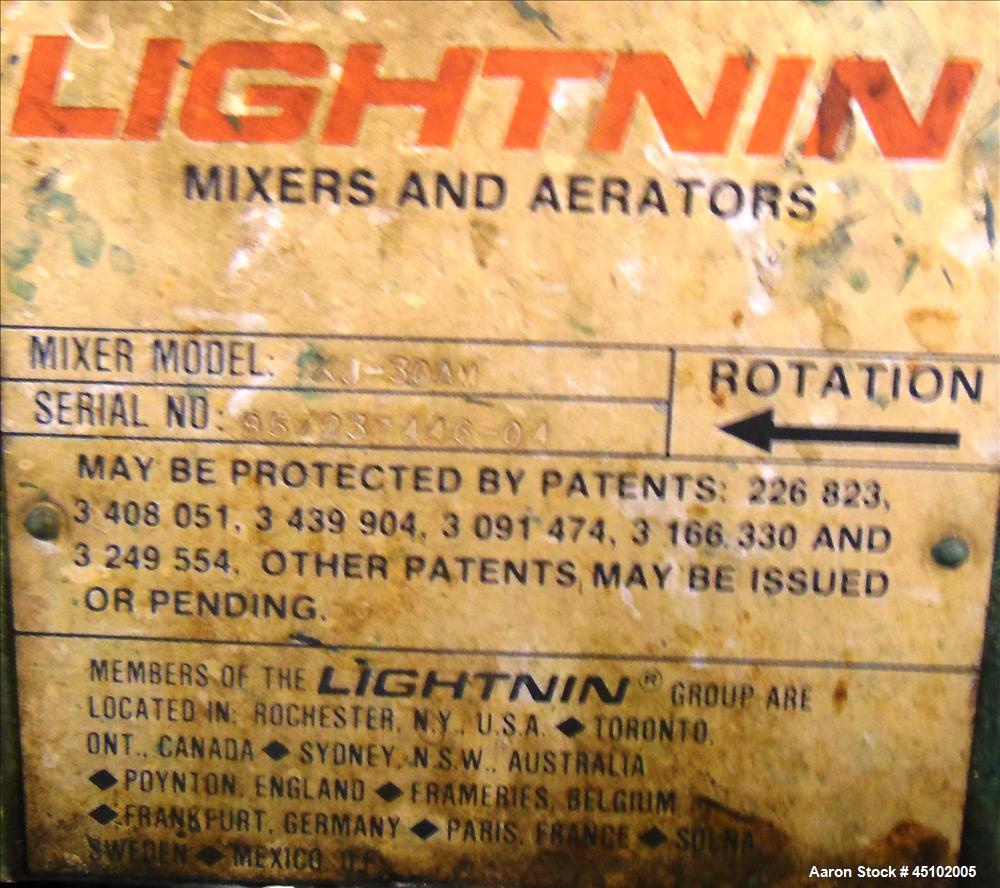 LIGHTNIN
MIXERS AND AERATORS
MIXER MODEL: XJ-30AM
ROTATION
SERIAL NO:
MAY BE PROTECTED BY PATENTS: 226 823,
3 408 051, 3 439 904, 3 091 474, 3 166 330 AND
3 249 554. OTHER PATENTS MAY BE ISSUED
OR PENDING.
MEMBERS OF THE LIGHTNIN® GROUP ARE
LOCATED IN: ROCHESTER, N.Y., U.S.A. ◆ TORONTO,
ONT., CANADA ◆ SYDNEY, N.S.W., AUSTRALIA
◆ POYNTON, ENGLAND ◆ FRAMERIES, BELGIUM
◆ FRANKFURT, GERMANY ◆ PARIS, FRANCE ◆ SOLNA
SWEDEN ◆ MEXICO
Aaron Stock # 45102005